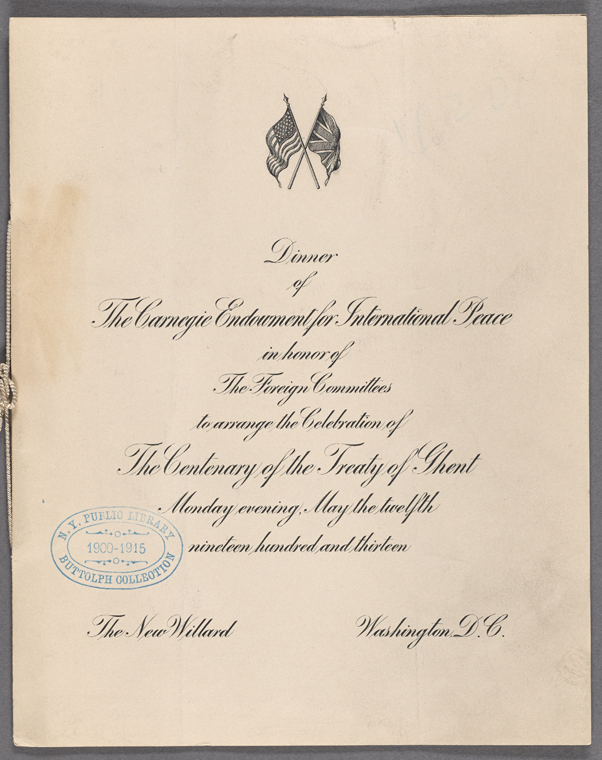 Dinner
of
The Carnegie Endowment for International Peace
in honor of
The Foreign Committees
to arrange the Celebration of
The Centenary of the Treaty of Ghent
Monday evening, May the twelfth
nineteen hundred and thirteen
N.Y. PUBLIC LIBRARY
1900-1915
BUTTOLPH COLLECTION
The New Willard
Washington, D.C.